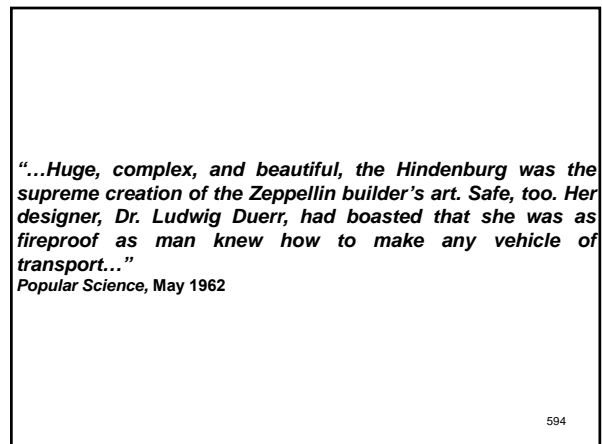 “…Huge, complex, and beautiful, the Hindenburg was the
supreme creation of the Zeppellin builder’s art. Safe, too. Her
designer, Dr. Ludwig Duerr, had boasted that she was as
fireproof as man knew how to make any vehicle of
transport…”
Popular Science, May 1962
594